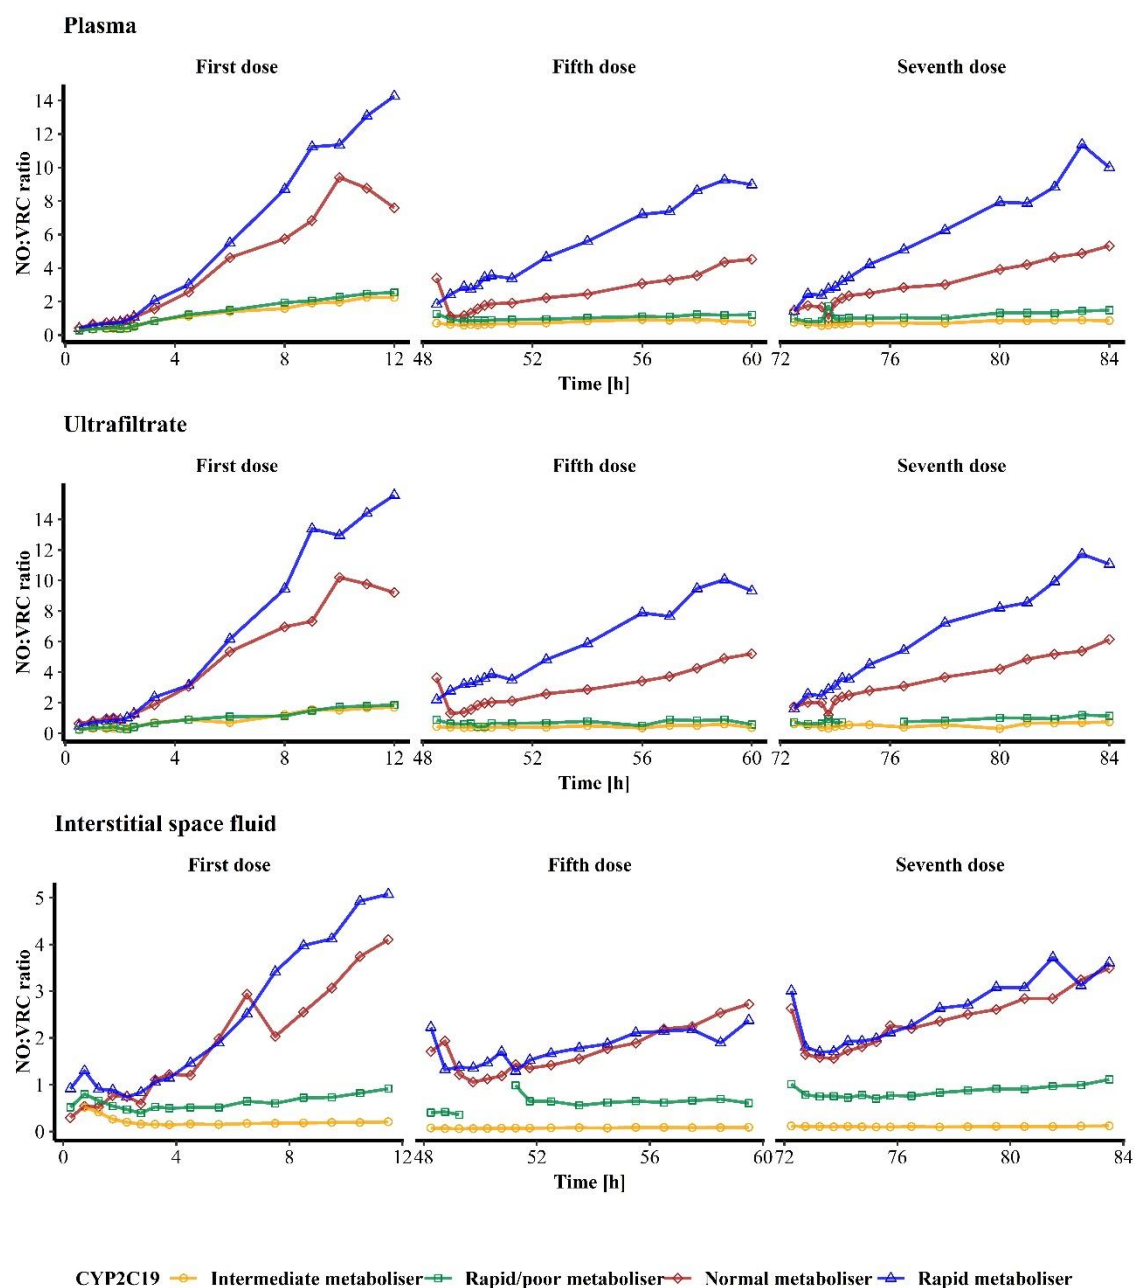 Plasma
First dose
Fifth dose
Seventh dose
NO:VRC ratio
14
12
10
8
6
4
2
0
0 4 8 12 48 52 56 60 72 76 80 84
Time [h]
Ultrafiltrate
First dose
Fifth dose
Seventh dose
NO:VRC ratio
14
12
10
8
6
4
2
0
0 4 8 12 48 52 56 60 72 76 80 84
Time [h]
Interstitial space fluid
First dose
Fifth dose
Seventh dose
NO:VRC ratio
5
4
3
2
1
0
0 4 8 12 48 52 56 60 72 76 80 84
Time [h]
CYP2C19 Intermediate metaboliser Rapid/poor metaboliser Normal metaboliser Rapid metaboliser